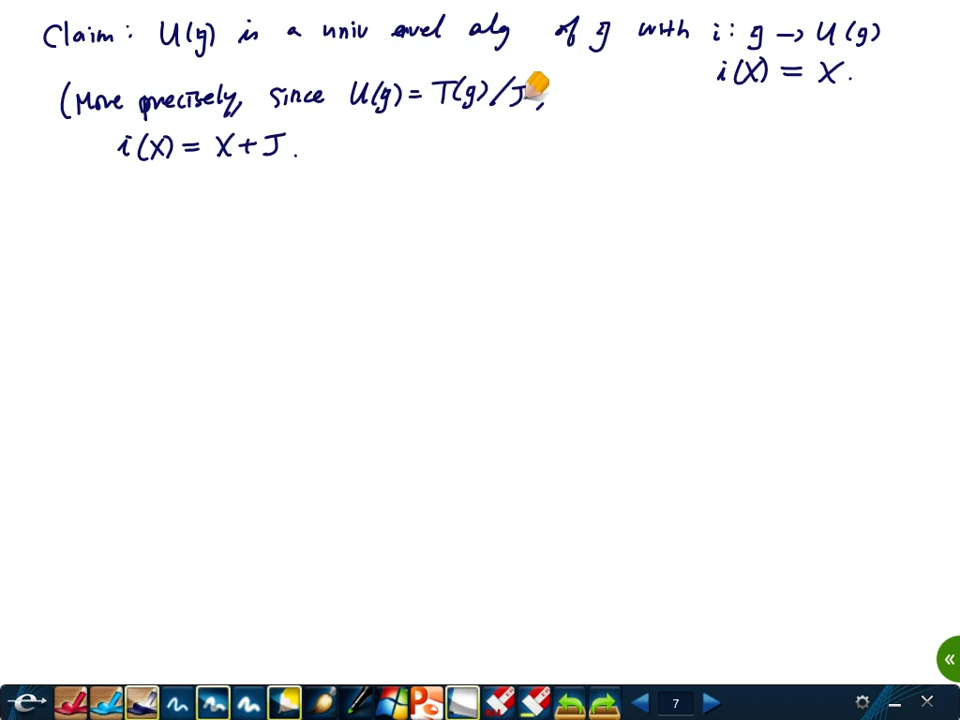 Claim: U(g) is a univ envel alg of g with i: g → U(g)
i(X) = X.
(More precisely, since U(g) = T(g)/J,
i(X) = X + J.
7